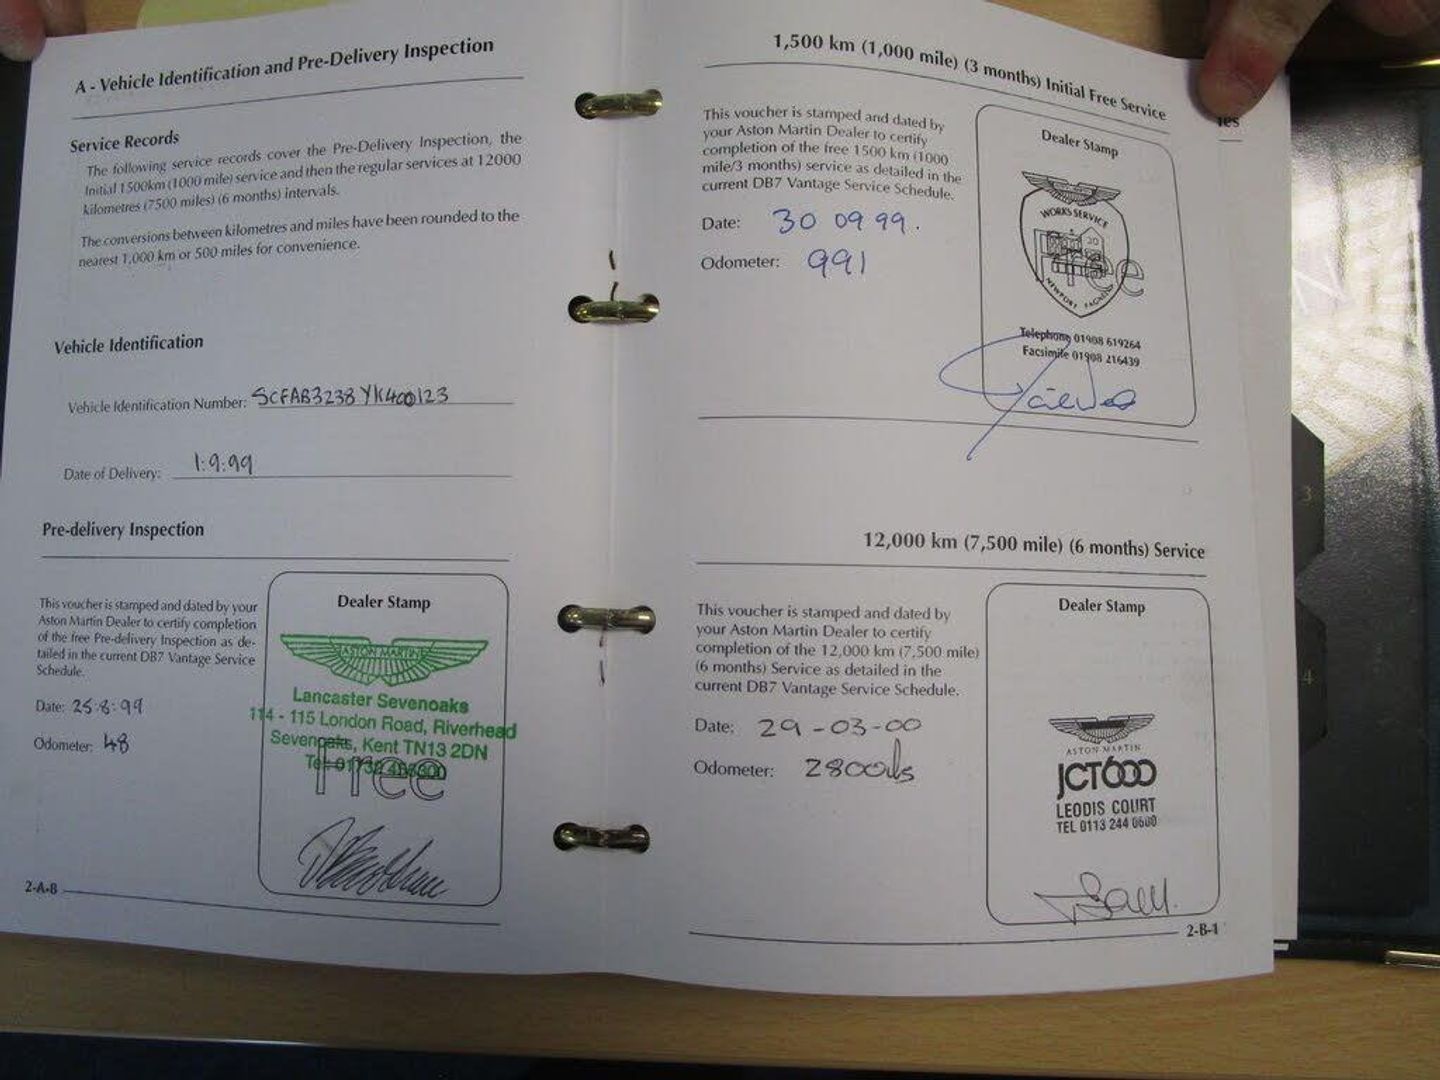 A - Vehicle Identification and Pre-Delivery Inspection
Service Records
The following service records cover the Pre-Delivery Inspection, the
Initial 1500km (1000 mile) service and then the regular services at 12000
kilometres (7500 miles) (6 months) intervals.
The conversions between kilometres and miles have been rounded to the
nearest 1,000 km or 500 miles for convenience.
Vehicle Identification
Vehicle Identification Number: SCFAB3238YK400123
Date of Delivery: 1:9:99
Pre-delivery Inspection
This voucher is stamped and dated by your
Aston Martin Dealer to certify completion
of the free Pre-delivery Inspection as de-
tailed in the current DB7 Vantage Service
Schedule.
Date: 25:8:99
Odometer: 48
Dealer Stamp
ASTON MARTIN
Lancaster Sevenoaks
114 - 115 London Road, Riverhead
Sevenoaks, Kent TN13 2DN
Free
2-A-8
1,500 km (1,000 mile) (3 months) Initial Free Service
This voucher is stamped and dated by
your Aston Martin Dealer to certify
completion of the free 1500 km (1000
mile/3 months) service as detailed in the
current DB7 Vantage Service Schedule.
Date: 30 09 99.
Odometer: 991
Dealer Stamp
WORKS SERVICE
Free
NEWPORT PAGNELL
Telephone 01908 619264
Facsimile 01908 216439
12,000 km (7,500 mile) (6 months) Service
This voucher is stamped and dated by
your Aston Martin Dealer to certify
completion of the 12,000 km (7,500 mile)
(6 months) Service as detailed in the
current DB7 Vantage Service Schedule.
Date: 29-03-00
Odometer: 2800mls
Dealer Stamp
ASTON MARTIN
JCT600
LEODIS COURT
TEL 0113 244 0600
2-B-1
3
4